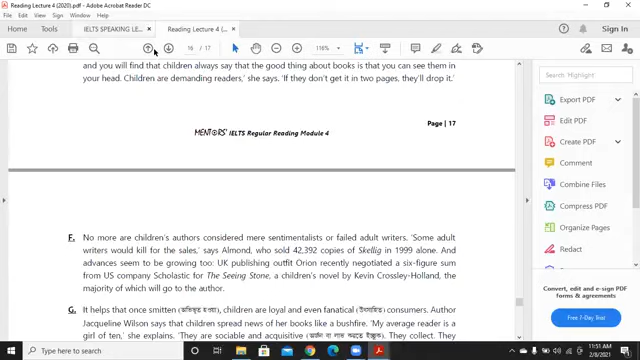 Reading Lecture 4 (2020).pdf - Adobe Acrobat Reader DC
File Edit View Sign Window Help
Home Tools IELTS SPEAKING LE... × Reading Lecture 4 (... × Sign In
16 / 17 116%
and you will find that children always say that the good thing about books is that you can see them in
your head. Children are demanding readers,' she says. 'If they don't get it in two pages, they'll drop it.'
Page | 17
MENTORS' IELTS Regular Reading Module 4
F. No more are children's authors considered mere sentimentalists or failed adult writers. 'Some adult
writers would kill for the sales,' says Almond, who sold 42,392 copies of Skellig in 1999 alone. And
advances seem to be growing too: UK publishing outfit Orion recently negotiated a six-figure sum
from US company Scholastic for The Seeing Stone, a children's novel by Kevin Crossley-Holland, the
majority of which will go to the author.
G. It helps that once smitten (অভিভূত হওয়া), children are loyal and even fanatical (উৎসাহিত) consumers. Author
Jacqueline Wilson says that children spread news of her books like a bushfire. 'My average reader is a
girl of ten,' she explains. 'They are sociable and acquisitive. They collect. They
Search 'Highlight'
Export PDF
Edit PDF
Create PDF
Comment
Combine Files
Compress PDF
Organize Pages
Redact
Convert, edit and e-sign PDF
forms & agreements
Free 7-Day Trial
Type here to search
11:51 AM
2/8/2021